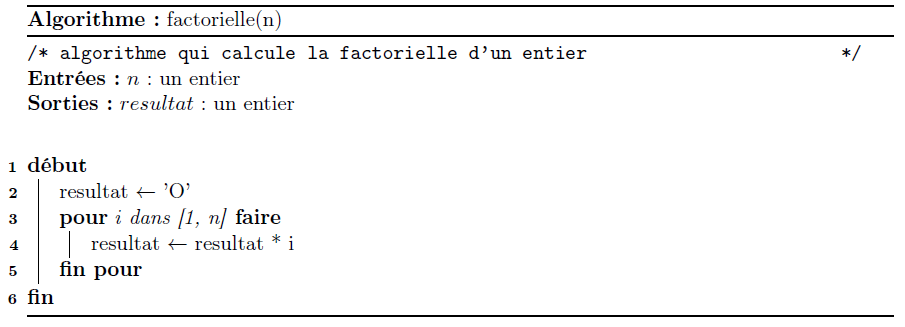 Algorithme : factorielle(n)
/* algorithme qui calcule la factorielle d'un entier */
Entrées : n : un entier
Sorties : resultat : un entier
1 début
2 resultat ← 'O'
3 pour i dans [1, n] faire
4 resultat ← resultat * i
5 fin pour
6 fin